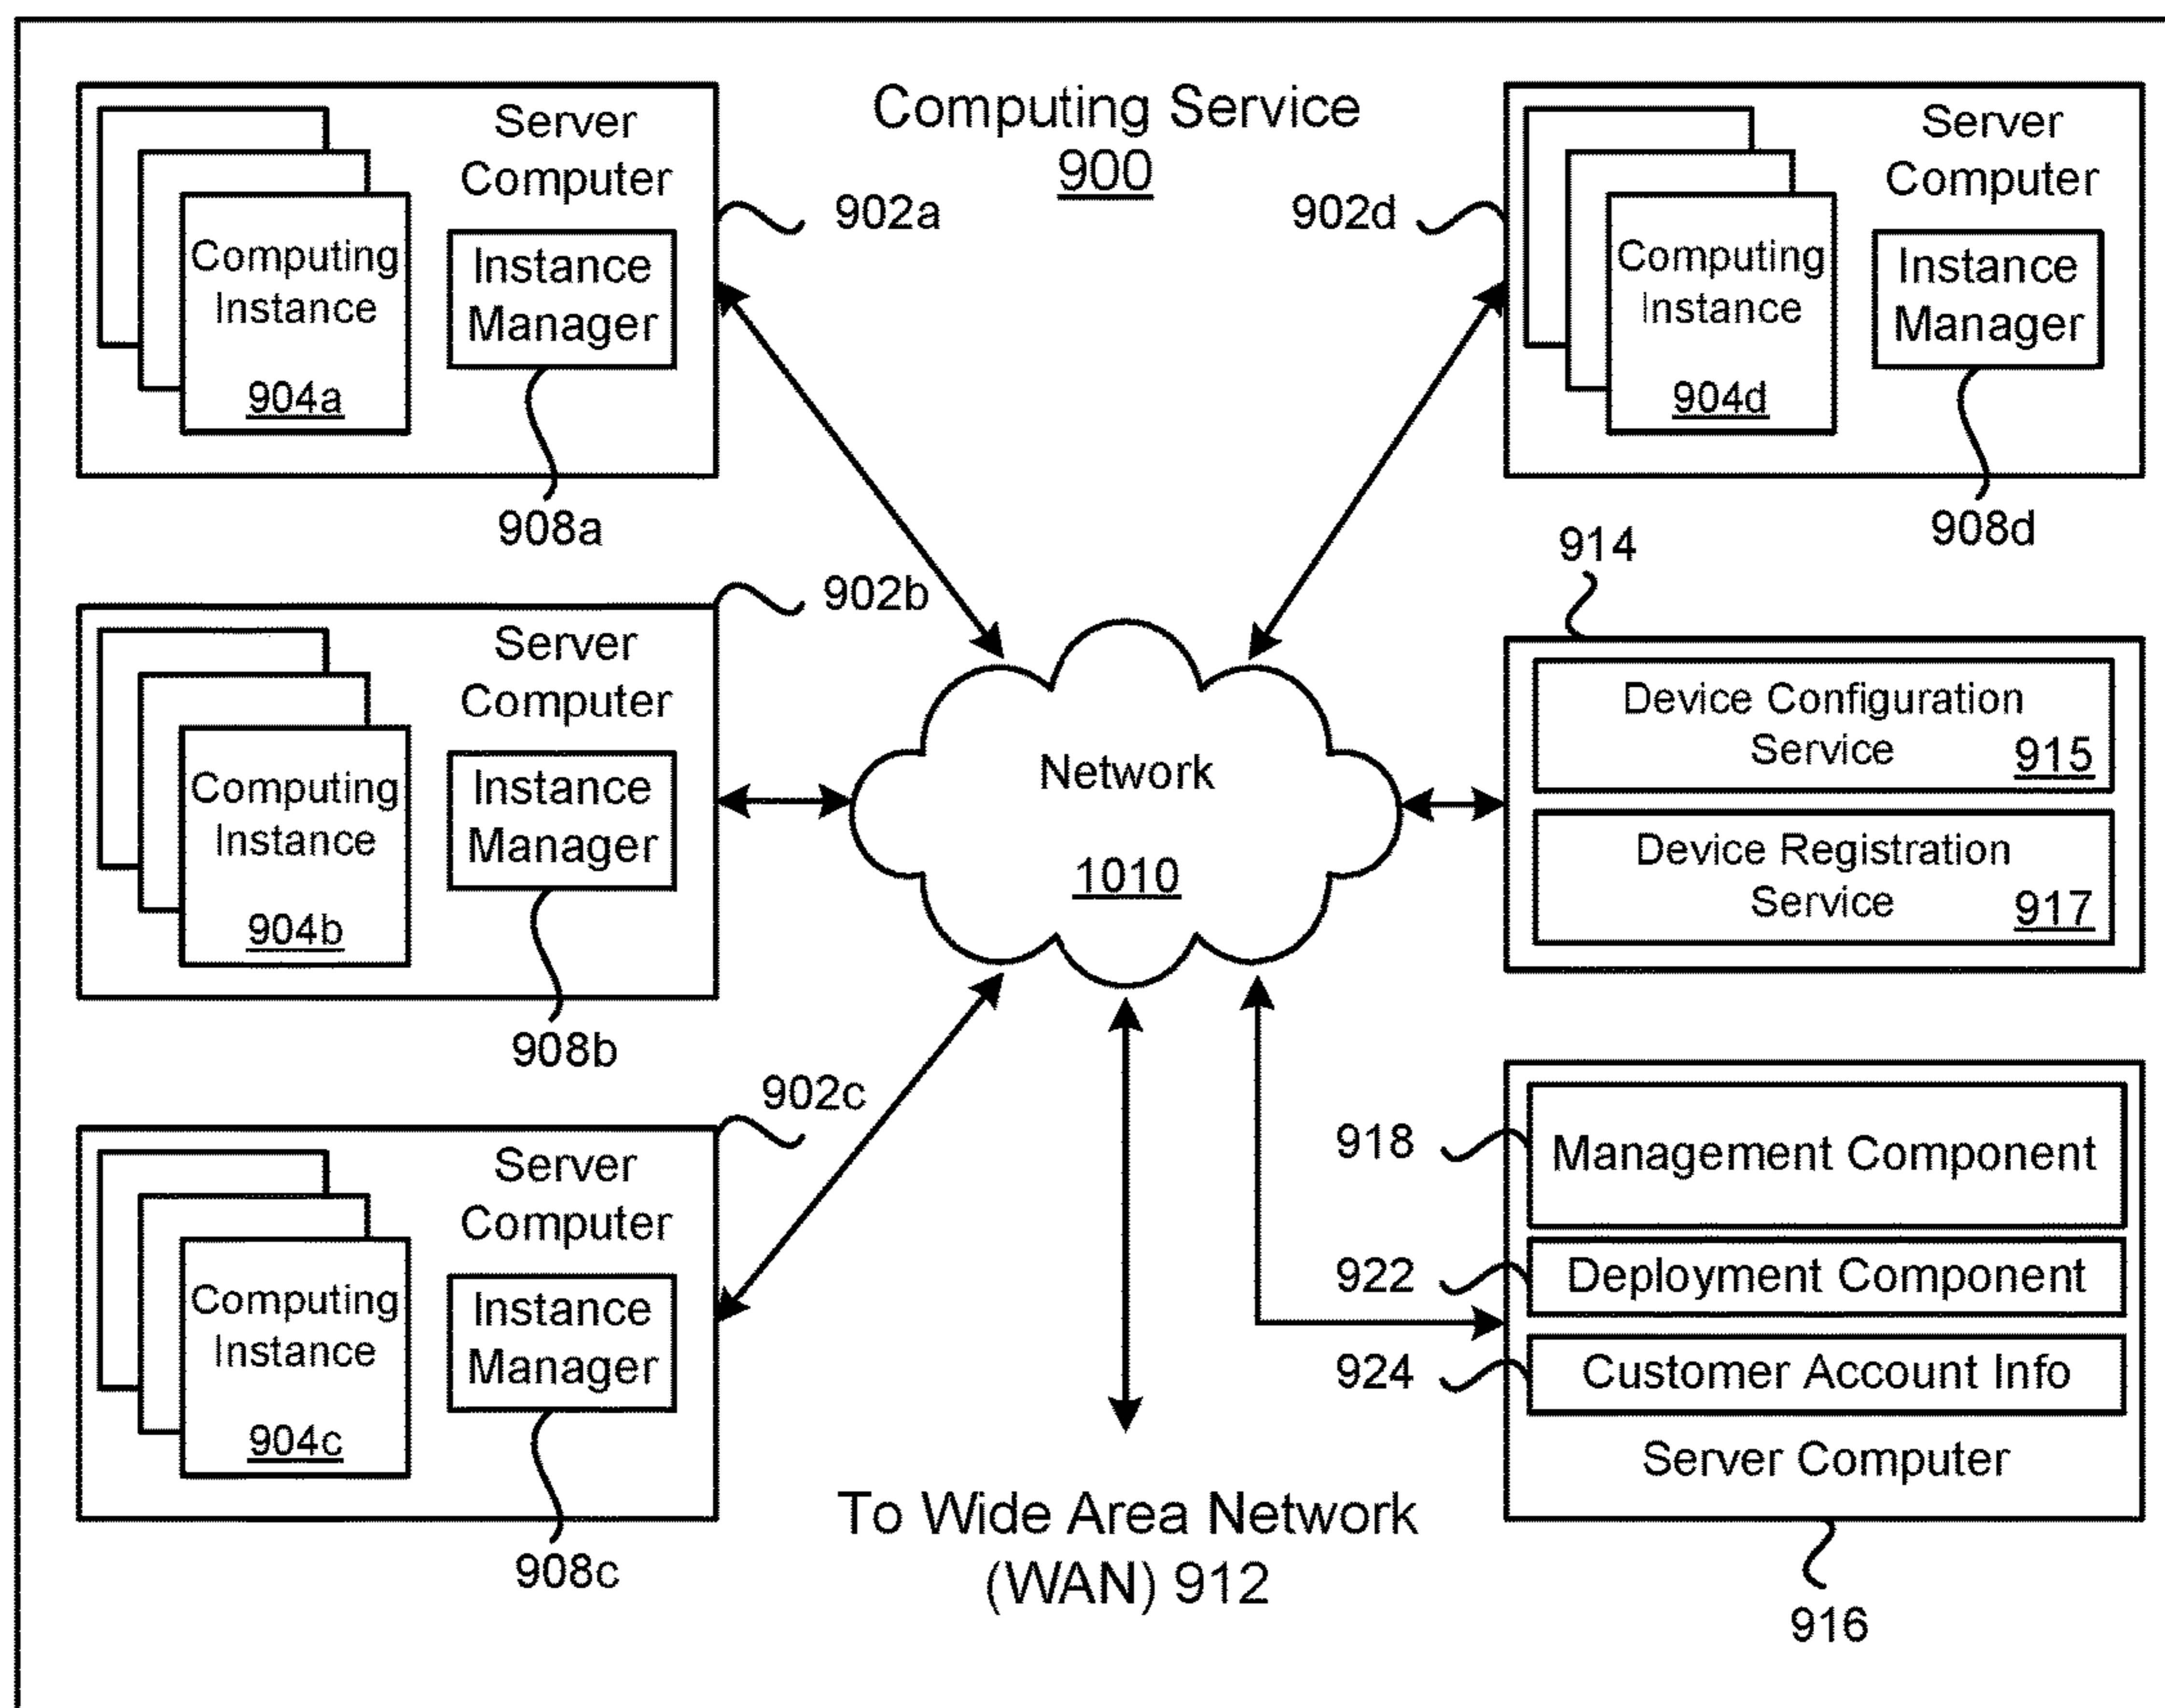 Computing Service
900
Server
Computer
Computing
Instance
904a
Instance
Manager
902a
908a
Server
Computer
Computing
Instance
904b
Instance
Manager
902b
908b
Server
Computer
Computing
Instance
904c
Instance
Manager
902c
908c
Network
1010
To Wide Area Network
(WAN) 912
902d
Server
Computer
Computing
Instance
904d
Instance
Manager
908d
914
Device Configuration
Service 915
Device Registration
Service 917
918
Management Component
922
Deployment Component
924
Customer Account Info
Server Computer
916